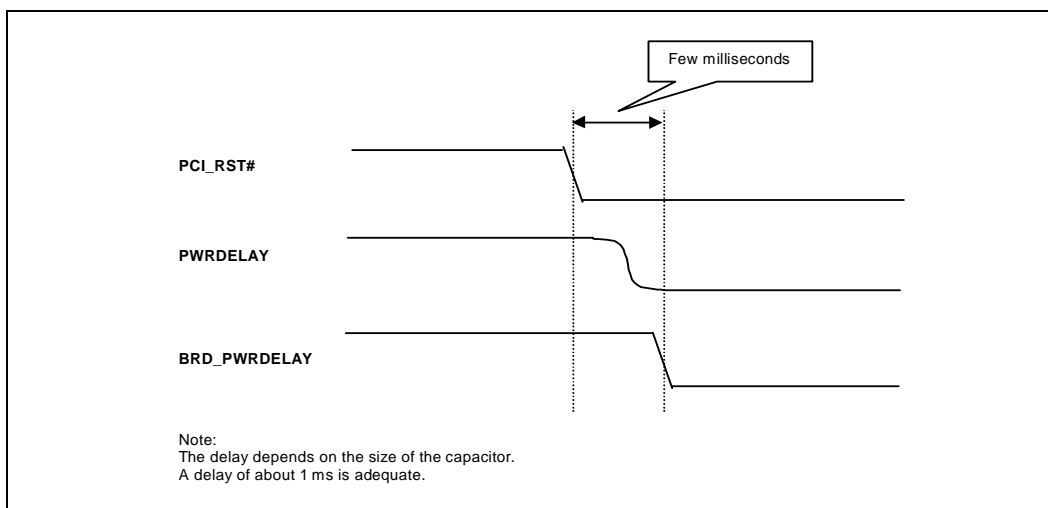 Few milliseconds
PCI_RST#
PWRDELAY
BRD_PWRDELAY
Note:
The delay depends on the size of the capacitor.
A delay of about 1 ms is adequate.